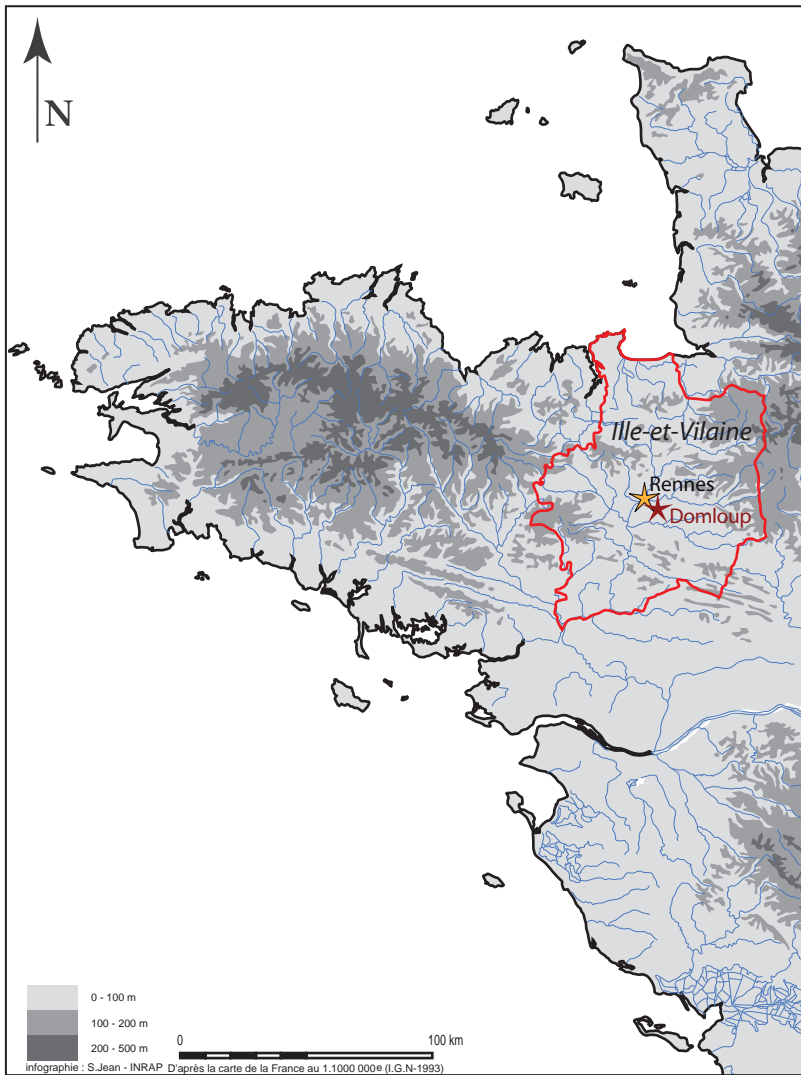 N
Ille-et-Vilaine
Rennes
Domloup
0 - 100 m
100 - 200 m
200 - 500 m
0 100 km
infographie : S.Jean - INRAP D'après la carte de la France au 1.1000 000e (I.G.N-1993)